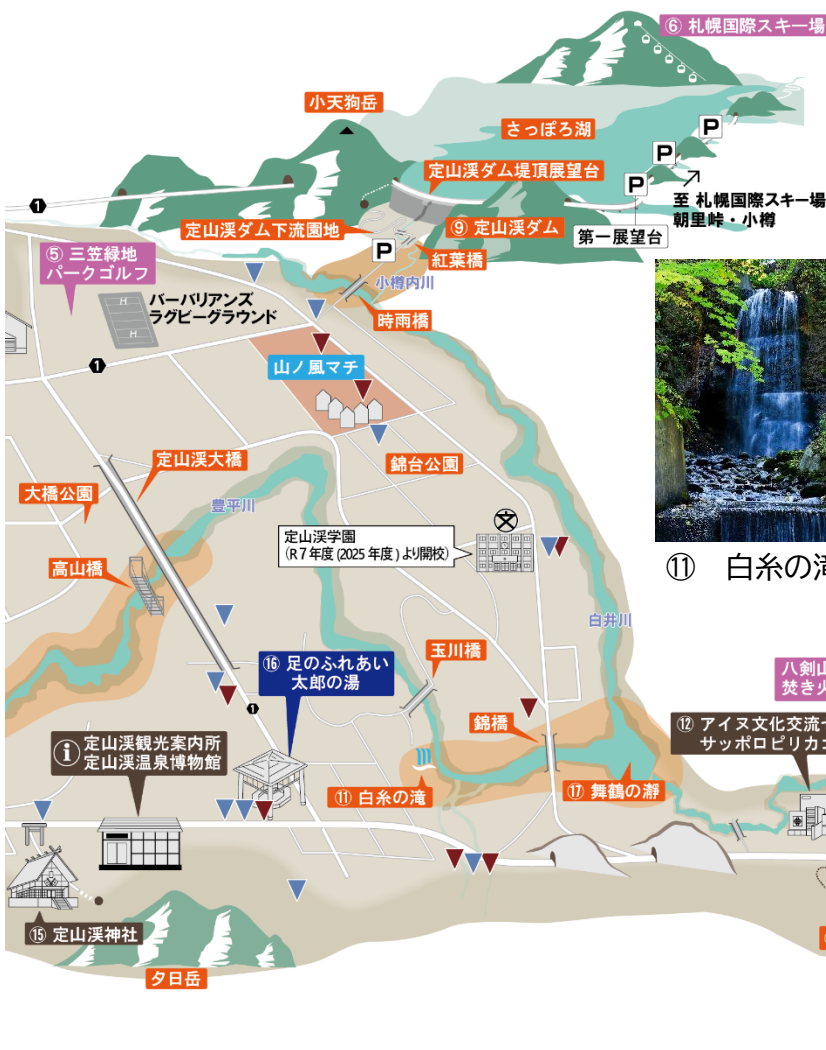 ⑥ 札幌国際スキー場
小天狗岳
さっぽろ湖
P
P
定山渓ダム堤頂展望台
P
至 札幌国際スキー場
朝里峠・小樽
1
定山渓ダム下流園地
⑨ 定山渓ダム
第一展望台
P
紅葉橋
⑤ 三笠緑地
パークゴルフ
小樽内川
バーバリアンズ
ラグビーグラウンド
H
H
時雨橋
1
山ノ風マチ
定山渓大橋
錦台公園
大橋公園
豊平川
文
定山渓学園
(R7年度(2025年度)より開校)
高山橋
⑪ 白糸の滝
白井川
玉川橋
⑯ 足のふれあい
太郎の湯
八剣山
焚き火
1
錦橋
⑫ アイヌ文化交流
サッポロピリカコ
i 定山渓観光案内所
定山渓温泉博物館
⑪ 白糸の滝
⑰ 舞鶴の瀞
⑮ 定山渓神社
夕日岳